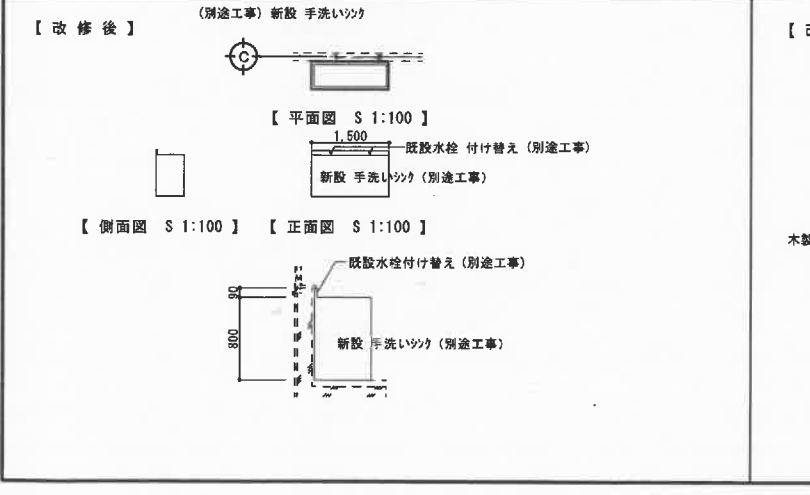 (別途工事) 新設 手洗いｼﾝｸ
【 改 修 後 】
C
【 平面図 S 1:100 】
1,500
既設水栓 付け替え (別途工事)
新設 手洗いｼﾝｸ (別途工事)
【 側面図 S 1:100 】 【 正面図 S 1:100 】
既設水栓付け替え (別途工事)
90
800
新設 手洗いｼﾝｸ (別途工事)
【
木